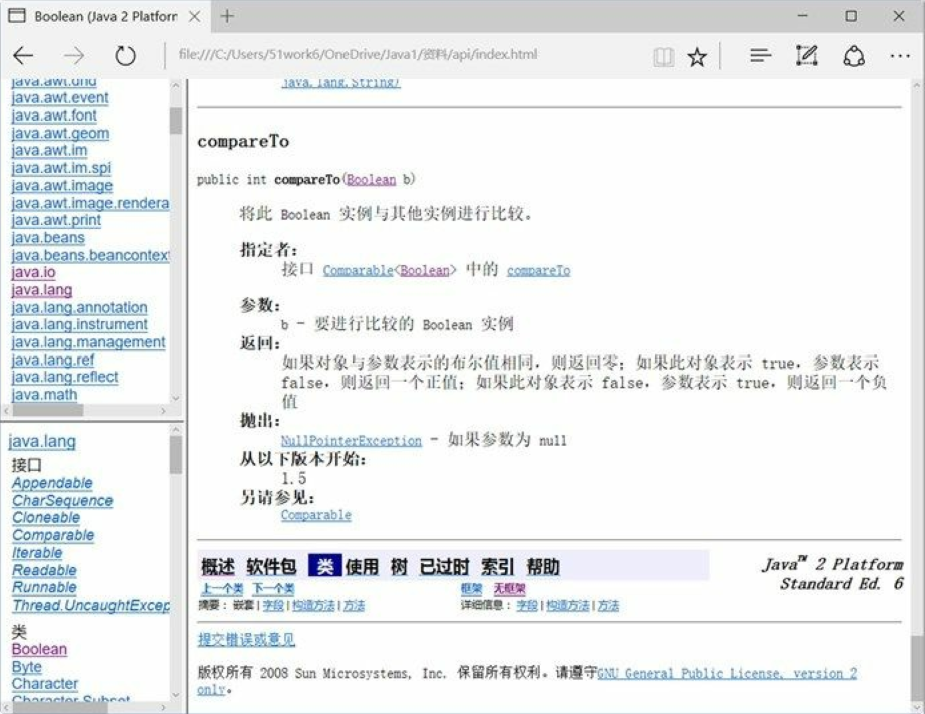 Boolean (Java 2 Platforn
file:///C:/Users/51work6/OneDrive/Java1/资料/api/index.html
java.awt.dnd
java.awt.event
java.awt.font
java.awt.geom
java.awt.im
java.awt.im.spi
java.awt.image
java.awt.image.rendera
java.awt.print
java.beans
java.beans.beancontext
java.io
java.lang
java.lang.annotation
java.lang.instrument
java.lang.management
java.lang.ref
java.lang.reflect
java.math
java.lang
接口
Appendable
CharSequence
Cloneable
Comparable
Iterable
Readable
Runnable
Thread.UncaughtExcep
类
Boolean
Byte
Character
Character.Subset
java.lang.String)
compareTo
public int compareTo(Boolean b)
将此 Boolean 实例与其他实例进行比较。
指定者:
接口 Comparable<Boolean> 中的 compareTo
参数:
b - 要进行比较的 Boolean 实例
返回:
如果对象与参数表示的布尔值相同，则返回零；如果此对象表示 true，参数表示
false，则返回一个正值；如果此对象表示 false，参数表示 true，则返回一个负
值
抛出:
NullPointerException - 如果参数为 null
从以下版本开始:
1.5
另请参见:
Comparable
概述 软件包 类 使用 树 已过时 索引 帮助
Java™ 2 Platform
Standard Ed. 6
上一个类 下一个类 框架 无框架
摘要： 嵌套 | 字段 | 构造方法 | 方法 详细信息： 字段 | 构造方法 | 方法
提交错误或意见
版权所有 2008 Sun Microsystems, Inc. 保留所有权利。请遵守GNU General Public License, version 2
only。